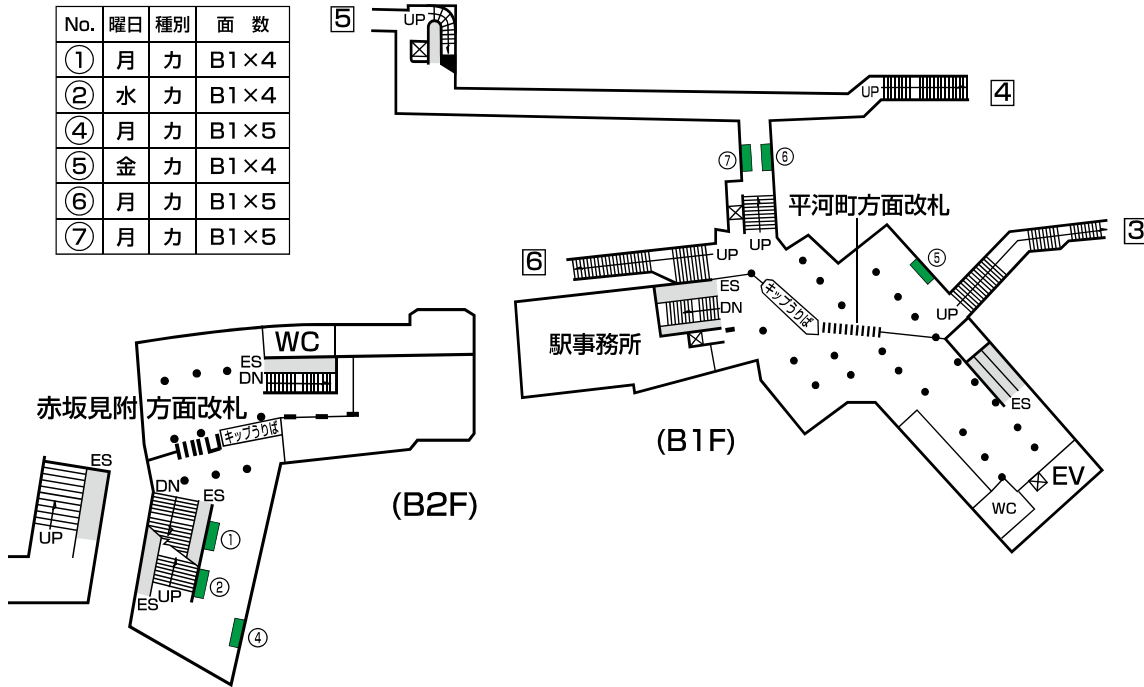 No. 曜日 種別 面 数
① 月 カ B1×4
② 水 カ B1×4
④ 月 カ B1×5
⑤ 金 カ B1×4
⑥ 月 カ B1×5
⑦ 月 カ B1×5
5
UP
UP
4
⑦
⑥
平河町方面改札
3
UP
⑤
6
UP
ES
DN
キップうりば
UP
駅事務所
WC
ES
DN
ES
赤坂見附 方面改札
キップうりば
(B1F)
ES
DN
ES
EV
(B2F)
WC
UP
①
②
ES
UP
④